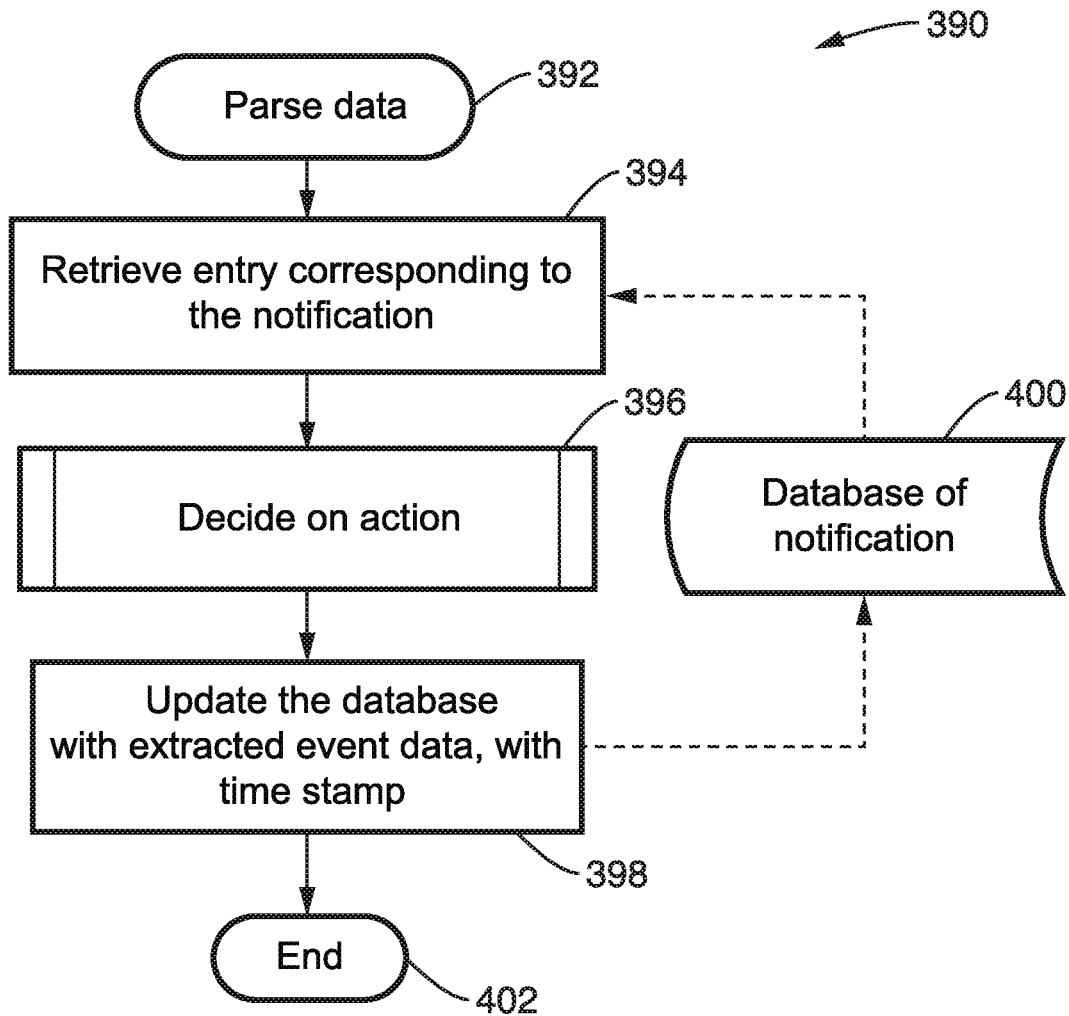 390
Parse data
392
394
Retrieve entry corresponding to
the notification
396
Decide on action
400
Database of
notification
Update the database
with extracted event data, with
time stamp
398
End
402